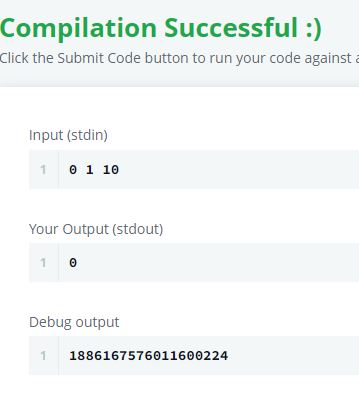 Compilation Successful :)
Click the Submit Code button to run your code against
Input (stdin)
1 0 1 10
Your Output (stdout)
1 0
Debug output
1 1886167576011600224